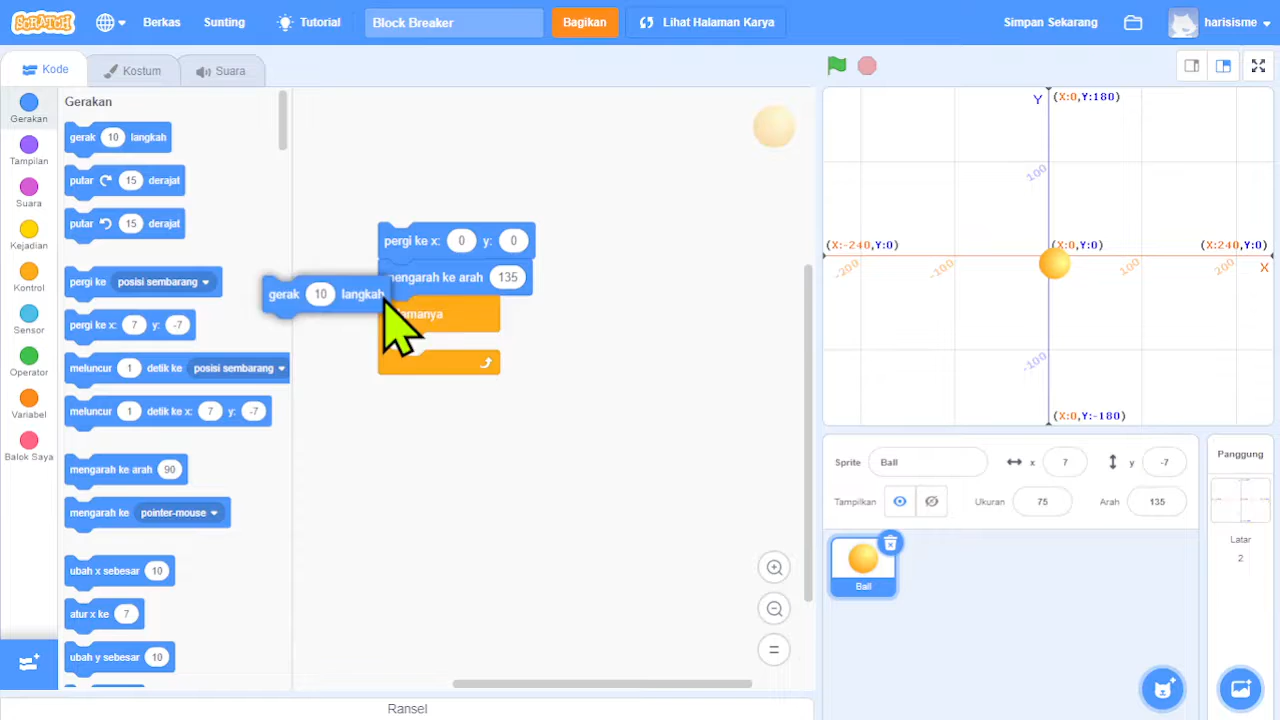 SCRATCH Berkas Sunting Tutorial Block Breaker Bagikan Lihat Halaman Karya Simpan Sekarang harisisme
Kode Kostum Suara
Gerakan
Tampilan
Suara
Kejadian
Kontrol
Sensor
Operator
Variabel
Balok Saya
Gerakan
gerak 10 langkah
putar 15 derajat
putar 15 derajat
pergi ke posisi sembarang
pergi ke x: 7 y: -7
meluncur 1 detik ke posisi sembarang
meluncur 1 detik ke x: 7 y: -7
mengarah ke arah 90
mengarah ke pointer-mouse
ubah x sebesar 10
atur x ke 7
ubah y sebesar 10
pergi ke x: 0 y: 0
mengarah ke arah 135
gerak 10 langkah
Ransel
Y (X:0,Y:180)
100
(X:-240,Y:0) (X:0,Y:0) (X:240,Y:0)
-200 -100 100 200 X
-100
(X:0,Y:-180)
Sprite Ball x 7 y -7
Tampilkan Ukuran 75 Arah 135
Ball
Panggung
Latar
2